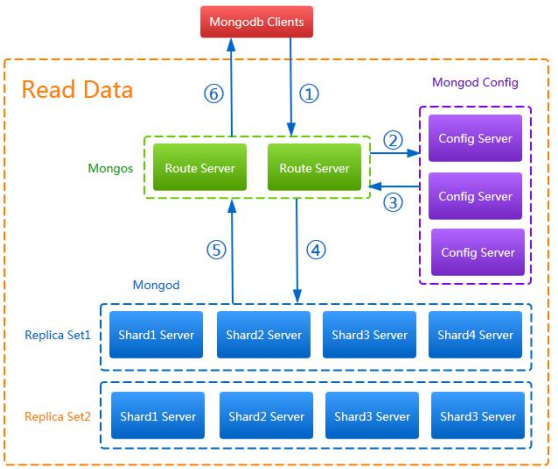 Mongodb Clients
Read Data
⑥
①
Mongod Config
②
Config Server
Mongos
Route Server
Route Server
Config Server
③
⑤
④
Config Server
Mongod
Replica Set1
Shard1 Server
Shard2 Server
Shard3 Server
Shard4 Server
Replica Set2
Shard1 Server
Shard2 Server
Shard3 Server
Shard3 Server